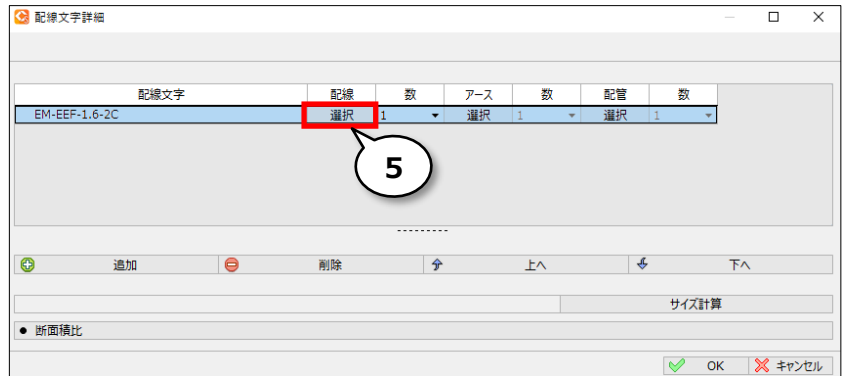 配線文字詳細
配線文字 配線 数 アース 数 配管 数
EM-EEF-1.6-2C 選択 1 選択 1 選択 1
5
追加 削除 上へ 下へ
サイズ計算
● 断面積比
OK キャンセル